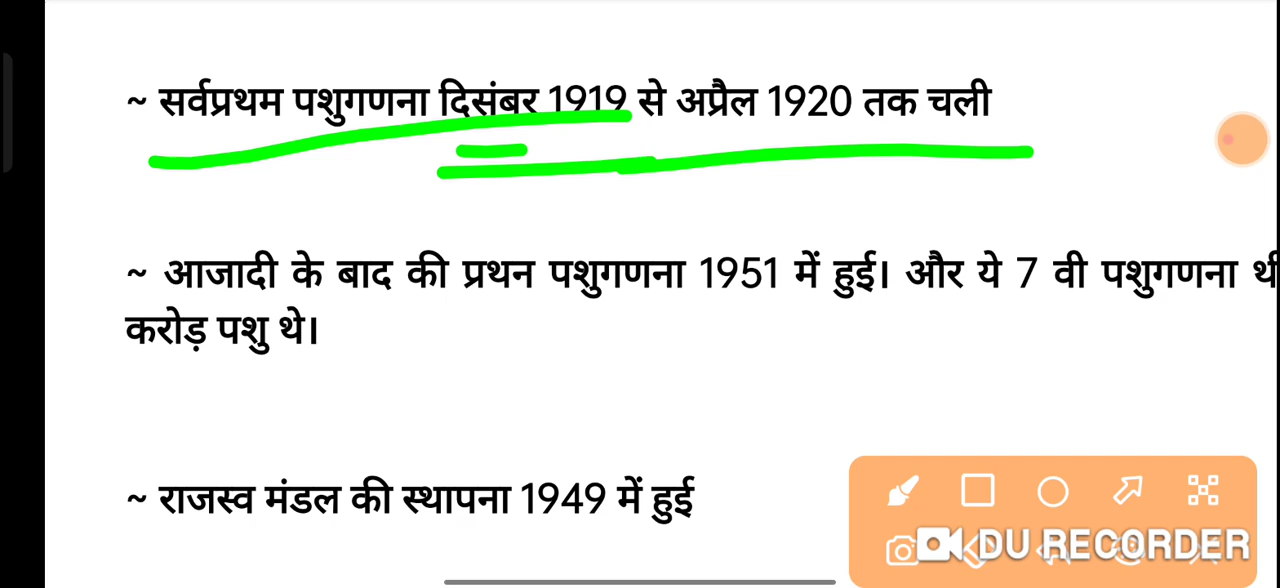 ~ सर्वप्रथम पशुगणना दिसंबर 1919 से अप्रैल 1920 तक चली
~ आजादी के बाद की प्रथन पशुगणना 1951 में हुई। और ये 7 वी पशुगणना
करोड़ पशु थे।
~ राजस्व मंडल की स्थापना 1949 में हुई
DU RECORDER